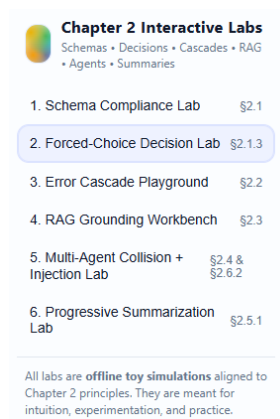 Chapter 2 Interactive Labs
Schemas • Decisions • Cascades • RAG
• Agents • Summaries
1. Schema Compliance Lab §2.1
2. Forced-Choice Decision Lab §2.1.3
3. Error Cascade Playground §2.2
4. RAG Grounding Workbench §2.3
5. Multi-Agent Collision + §2.4 &
Injection Lab §2.6.2
6. Progressive Summarization §2.5.1
Lab
All labs are offline toy simulations aligned to
Chapter 2 principles. They are meant for
intuition, experimentation, and practice.